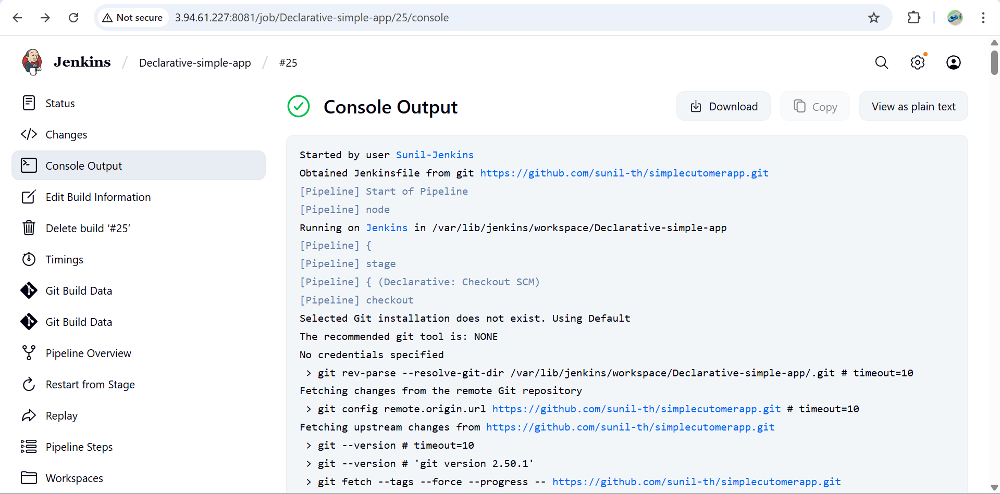 Not secure 3.94.61.227:8081/job/Declarative-simple-app/25/console
Jenkins / Declarative-simple-app / #25
Status
Changes
Console Output
Edit Build Information
Delete build ‘#25’
Timings
Git Build Data
Git Build Data
Pipeline Overview
Restart from Stage
Replay
Pipeline Steps
Workspaces
Console Output
Download
Copy
View as plain text
Started by user Sunil-Jenkins
Obtained Jenkinsfile from git https://github.com/sunil-th/simplecutomerapp.git
[Pipeline] Start of Pipeline
[Pipeline] node
Running on Jenkins in /var/lib/jenkins/workspace/Declarative-simple-app
[Pipeline] {
[Pipeline] stage
[Pipeline] { (Declarative: Checkout SCM)
[Pipeline] checkout
Selected Git installation does not exist. Using Default
The recommended git tool is: NONE
No credentials specified
 > git rev-parse --resolve-git-dir /var/lib/jenkins/workspace/Declarative-simple-app/.git # timeout=10
Fetching changes from the remote Git repository
 > git config remote.origin.url https://github.com/sunil-th/simplecutomerapp.git # timeout=10
Fetching upstream changes from https://github.com/sunil-th/simplecutomerapp.git
 > git --version # timeout=10
 > git --version # 'git version 2.50.1'
 > git fetch --tags --force --progress -- https://github.com/sunil-th/simplecutomerapp.git